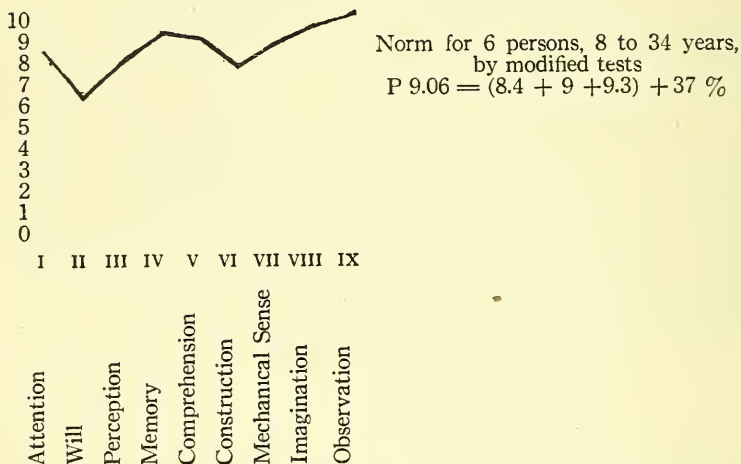 10
9
8
7
6
5
4
3
2
1
0
I II III IV V VI VII VIII IX
Attention
Will
Perception
Memory
Comprehension
Construction
Mechanical Sense
Imagination
Observation
Norm for 6 persons, 8 to 34 years,
by modified tests
P 9.06 = (8.4 + 9 +9.3) +37 %